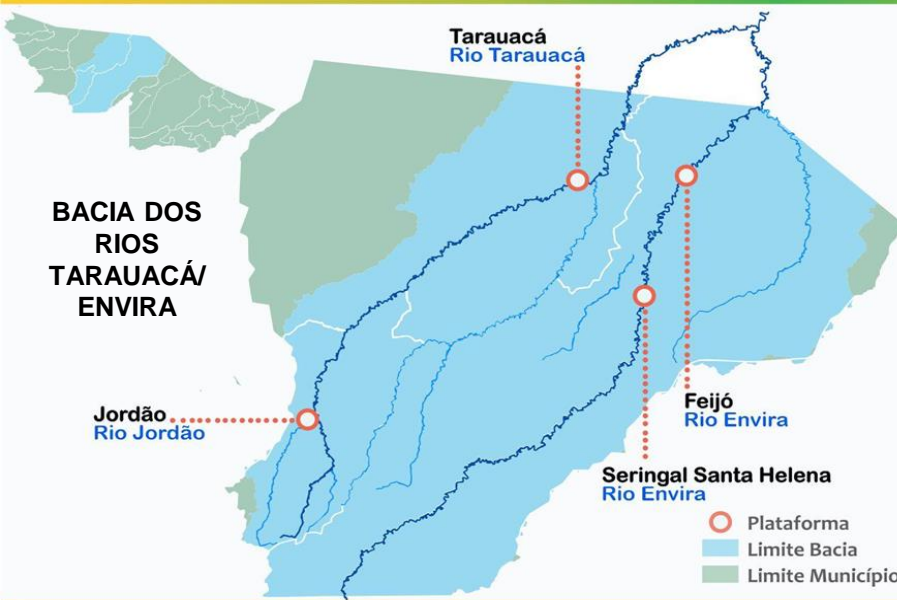 Tarauacá
Rio Tarauacá
BACIA DOS
RIOS
TARAUACÁ/
ENVIRA
Jordão
Rio Jordão
Feijó
Rio Envira
Seringal Santa Helena
Rio Envira
Plataforma
Limite Bacia
Limite Município